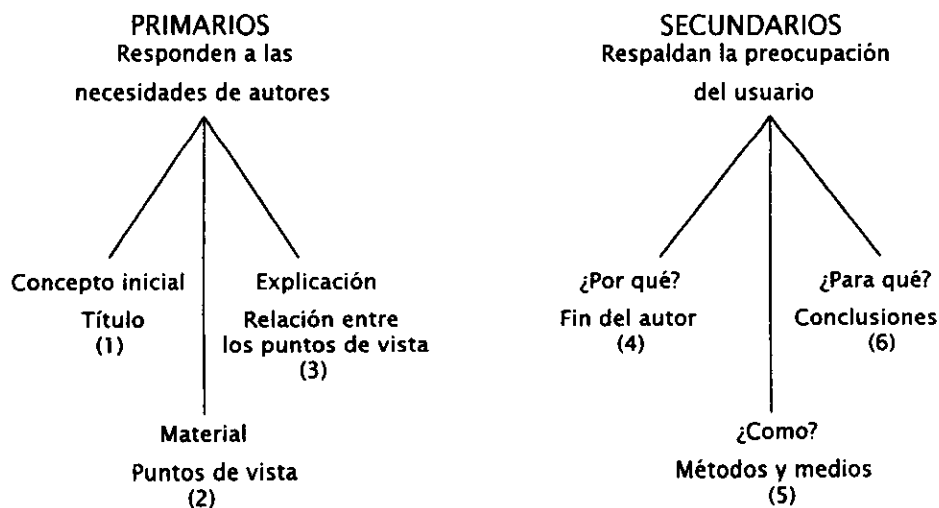 PRIMARIOS
Responden a las
necesidades de autores
Concepto inicial
Título
(1)
Explicación
Relación entre
los puntos de vista
(3)
Material
Puntos de vista
(2)
SECUNDARIOS
Respaldan la preocupación
del usuario
¿Por qué?
Fin del autor
(4)
¿Para qué?
Conclusiones
(6)
¿Como?
Métodos y medios
(5)